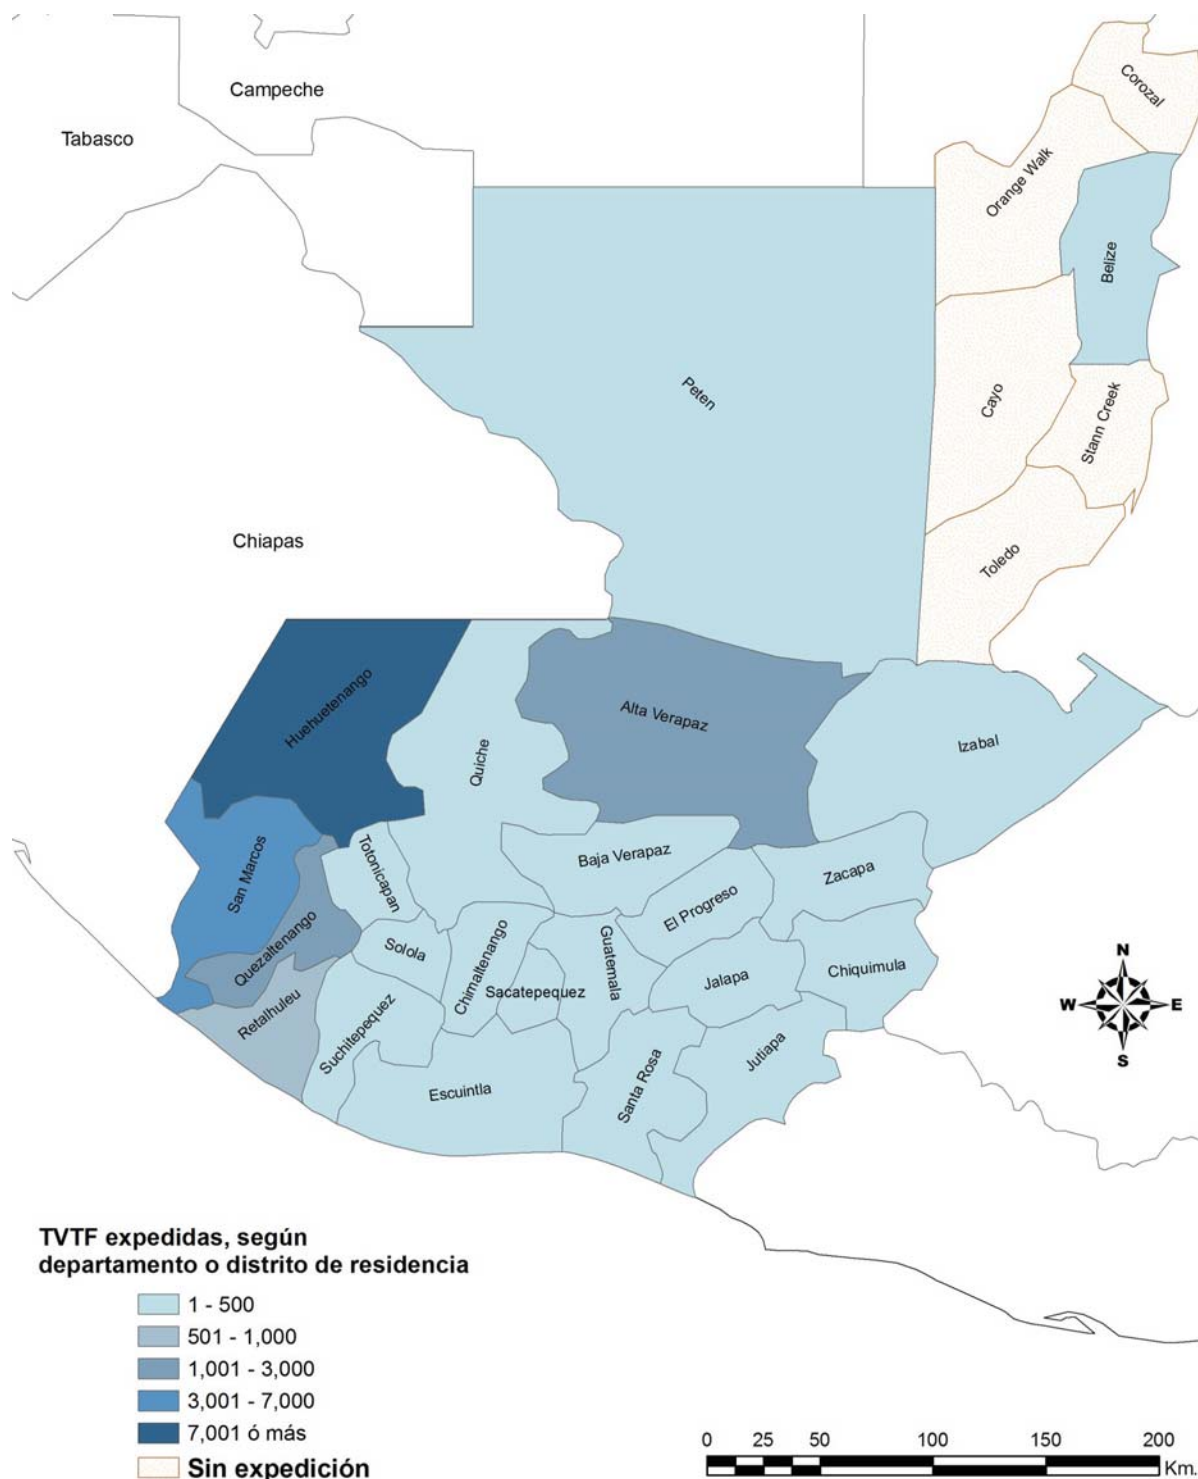 Campeche
Tabasco
Corozal
Orange Walk
Belize
Peten
Cayo
Stann Creek
Chiapas
Toledo
Huehuetenango
Alta Verapaz
Quiche
Izabal
San Marcos
Totonicapan
Baja Verapaz
Zacapa
El Progreso
Quezaltenango
Solola
Chimaltenango
Guatemala
Sacatepequez
Jalapa
Chiquimula
Retalhuleu
Suchitepequez
Escuintla
Santa Rosa
Jutiapa
N
W
E
S
TVTF expedidas, según
departamento o distrito de residencia
1 - 500
501 - 1,000
1,001 - 3,000
3,001 - 7,000
7,001 ó más
Sin expedición
0 25 50 100 150 200
Km.